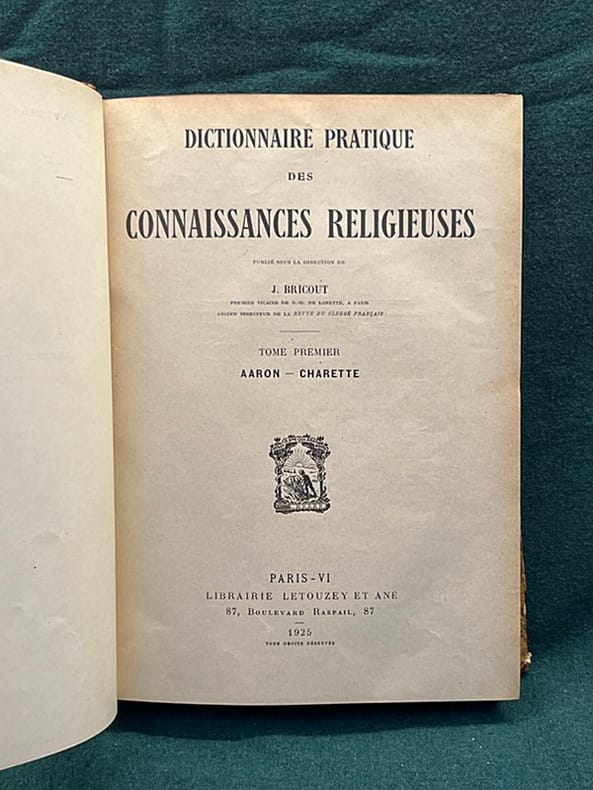 DICTIONNAIRE PRATIQUE
DES
CONNAISSANCES RELIGIEUSES
PUBLIÉ SOUS LA DIRECTION DE
J. BRICOUT
PREMIER VICAIRE DE N.-D. DE LORETTE, A PARIS
ANCIEN DIRECTEUR DE LA REVUE DU CLERGÉ FRANÇAIS
TOME PREMIER
AARON — CHARETTE
PARIS-VI
LIBRAIRIE LETOUZEY ET ANÉ
87, BOULEVARD RASPAIL, 87
1925
TOUS DROITS RÉSERVÉS